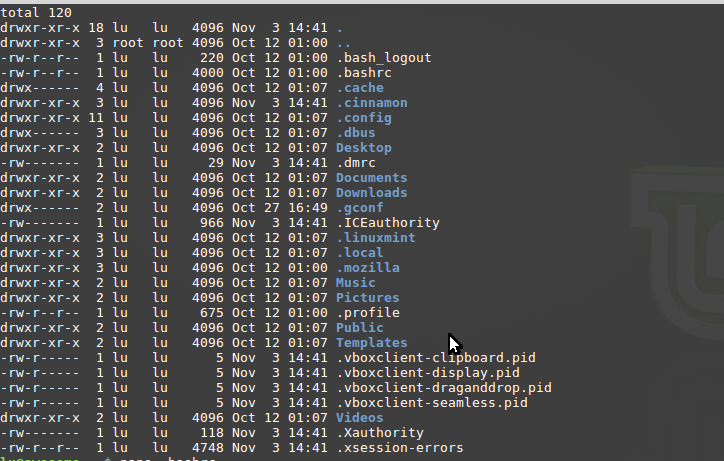 total 120
drwxr-xr-x 18 lu   lu   4096 Nov  3 14:41 .
drwxr-xr-x  3 root root 4096 Oct 12 01:00 ..
-rw-r--r--  1 lu   lu    220 Oct 12 01:00 .bash_logout
-rw-r--r--  1 lu   lu   4000 Oct 12 01:00 .bashrc
drwx------  4 lu   lu   4096 Oct 12 01:07 .cache
drwxr-xr-x  3 lu   lu   4096 Nov  3 14:41 .cinnamon
drwxr-xr-x 11 lu   lu   4096 Oct 12 01:07 .config
drwx------  3 lu   lu   4096 Oct 12 01:07 .dbus
drwxr-xr-x  2 lu   lu   4096 Oct 12 01:07 Desktop
-rw-------  1 lu   lu     29 Nov  3 14:41 .dmrc
drwxr-xr-x  2 lu   lu   4096 Oct 12 01:07 Documents
drwxr-xr-x  2 lu   lu   4096 Oct 12 01:07 Downloads
drwx------  2 lu   lu   4096 Oct 27 16:49 .gconf
-rw-------  1 lu   lu    966 Nov  3 14:41 .ICEauthority
drwxr-xr-x  3 lu   lu   4096 Oct 12 01:07 .linuxmint
drwxr-xr-x  3 lu   lu   4096 Oct 12 01:07 .local
drwxr-xr-x  3 lu   lu   4096 Oct 12 01:00 .mozilla
drwxr-xr-x  2 lu   lu   4096 Oct 12 01:07 Music
drwxr-xr-x  2 lu   lu   4096 Oct 12 01:07 Pictures
-rw-r--r--  1 lu   lu    675 Oct 12 01:00 .profile
drwxr-xr-x  2 lu   lu   4096 Oct 12 01:07 Public
drwxr-xr-x  2 lu   lu   4096 Oct 12 01:07 Templates
-rw-r-----  1 lu   lu      5 Nov  3 14:41 .vboxclient-clipboard.pid
-rw-r-----  1 lu   lu      5 Nov  3 14:41 .vboxclient-display.pid
-rw-r-----  1 lu   lu      5 Nov  3 14:41 .vboxclient-draganddrop.pid
-rw-r-----  1 lu   lu      5 Nov  3 14:41 .vboxclient-seamless.pid
drwxr-xr-x  2 lu   lu   4096 Oct 12 01:07 Videos
-rw-------  1 lu   lu    118 Nov  3 14:41 .Xauthority
-rw-r--r--  1 lu   lu   4748 Nov  3 14:41 .xsession-errors